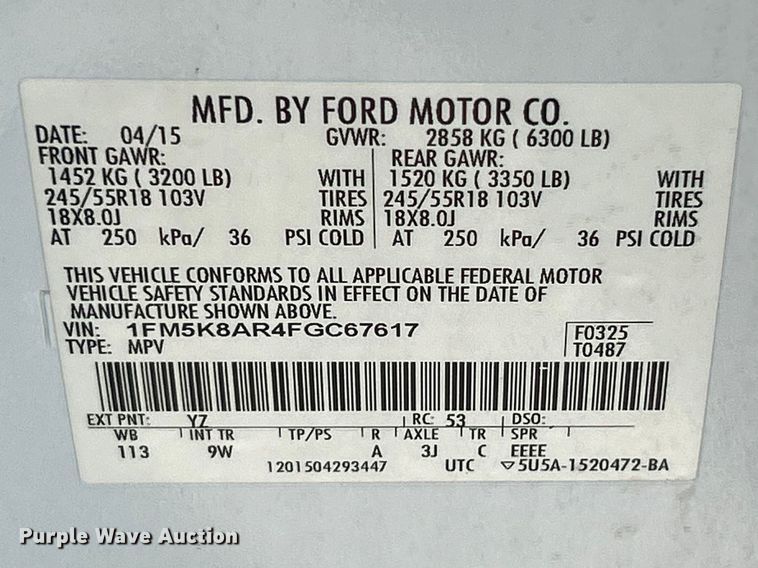 MFD. BY FORD MOTOR CO.
DATE: 04/15 GVWR: 2858 KG ( 6300 LB)
FRONT GAWR: REAR GAWR:
1452 KG ( 3200 LB) WITH 1520 KG ( 3350 LB) WITH
245/55R18 103V TIRES 245/55R18 103V TIRES
18X8.0J RIMS 18X8.0J RIMS
AT 250 kPa/ 36 PSI COLD AT 250 kPa/ 36 PSI COLD
THIS VEHICLE CONFORMS TO ALL APPLICABLE FEDERAL MOTOR
VEHICLE SAFETY STANDARDS IN EFFECT ON THE DATE OF
MANUFACTURE SHOWN ABOVE.
VIN: 1FM5K8AR4FGC67617 F0325
TYPE: MPV T0487
EXT PNT: YZ RC: 53 DSO:
WB INT TR TP/PS R AXLE TR SPR
113 9W A 3J C EEEE
1201504293447 UTC ▽5U5A-1520472-BA
Purple Wave Auction